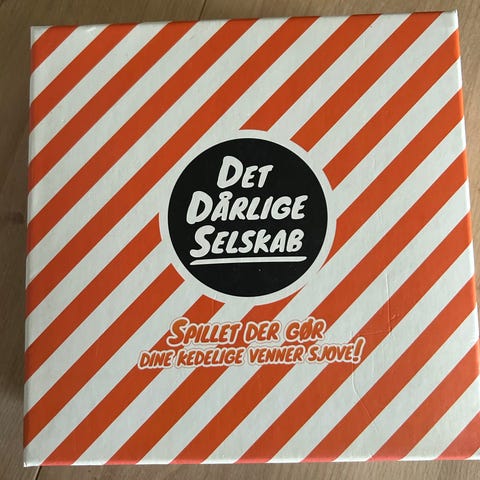 DET
DÅRLIGE
SELSKAB
SPILLET DER GØR
DINE KEDELIGE VENNER SJOVE!